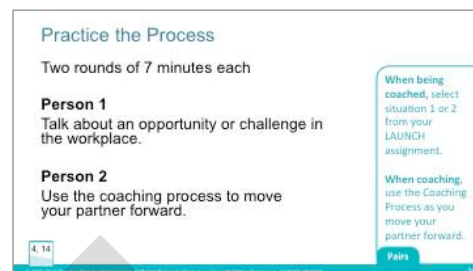 Practice the Process
Two rounds of 7 minutes each
Person 1
Talk about an opportunity or challenge in
the workplace.
Person 2
Use the coaching process to move
your partner forward.
When being
coached, select
situation 1 or 2
from your
LAUNCH
assignment.
When coaching,
use the Coaching
Process as you
move your
partner forward.
Pairs
4, 14